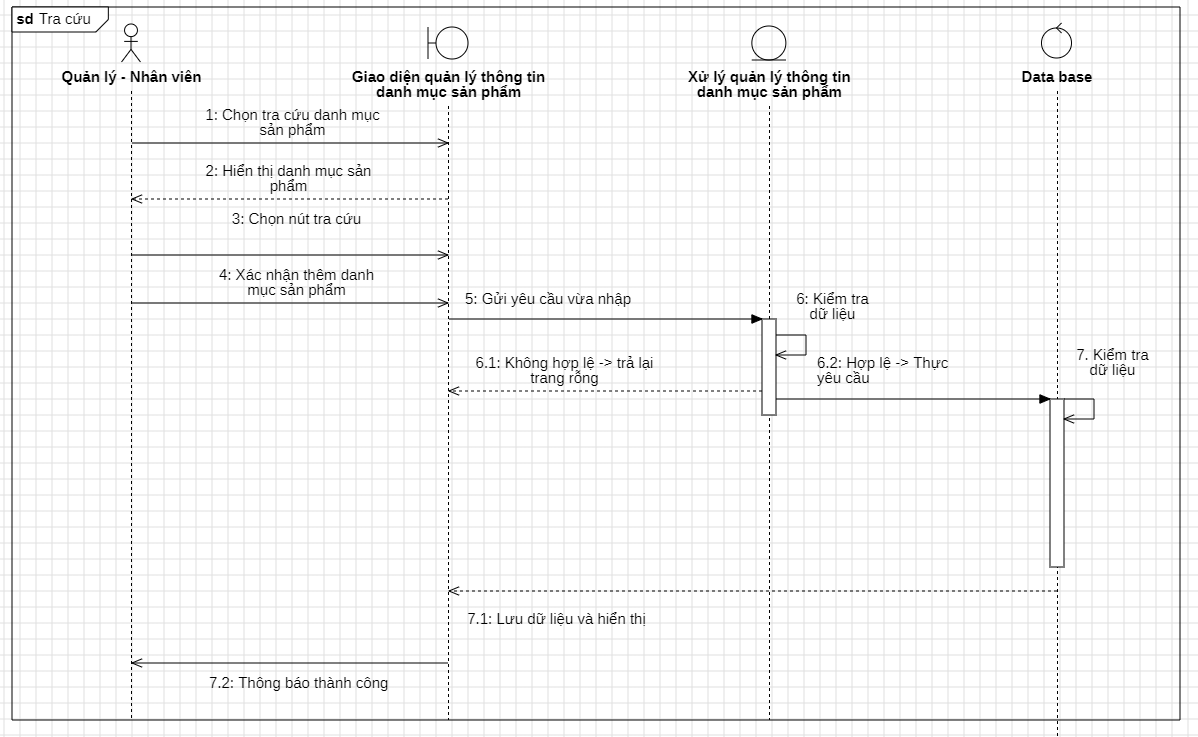 sd Tra cứu
Quản lý - Nhân viên
Giao diện quản lý thông tin
danh mục sản phẩm
Xử lý quản lý thông tin
danh mục sản phẩm
Data base
1: Chọn tra cứu danh mục
sản phẩm
2: Hiển thị danh mục sản
phẩm
3: Chọn nút tra cứu
4: Xác nhận thêm danh
mục sản phẩm
5: Gửi yêu cầu vừa nhập
6: Kiểm tra
dữ liệu
6.1: Không hợp lệ -> trả lại
trang rỗng
6.2: Hợp lệ -> Thực
yêu cầu
7. Kiểm tra
dữ liệu
7.1: Lưu dữ liệu và hiển thị
7.2: Thông báo thành công